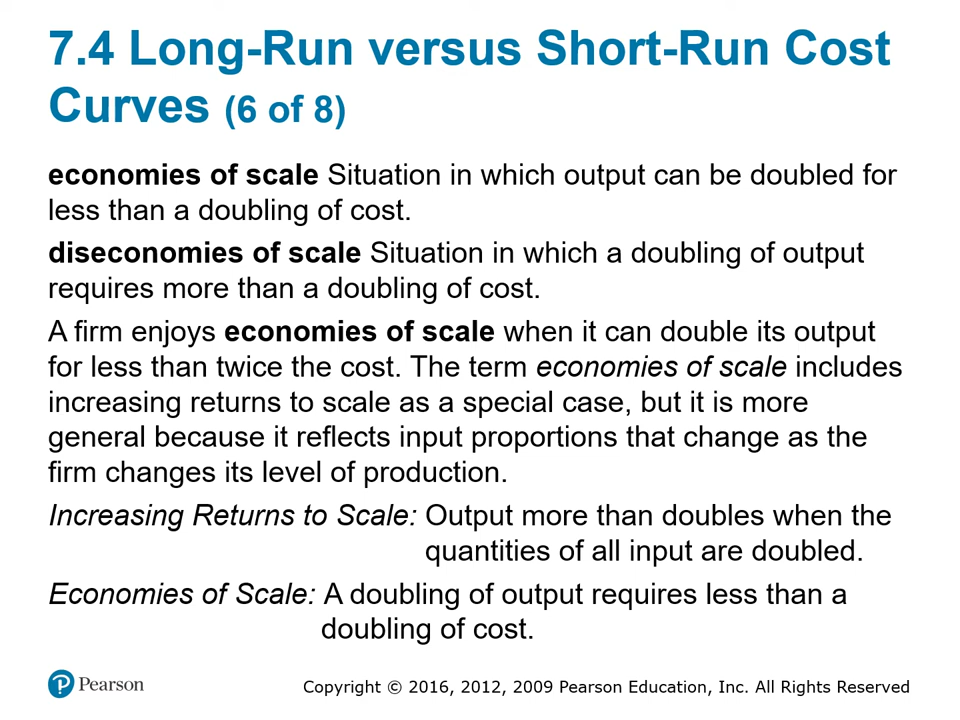 7.4 Long-Run versus Short-Run Cost
Curves (6 of 8)
economies of scale Situation in which output can be doubled for
less than a doubling of cost.
diseconomies of scale Situation in which a doubling of output
requires more than a doubling of cost.
A firm enjoys economies of scale when it can double its output
for less than twice the cost. The term economies of scale includes
increasing returns to scale as a special case, but it is more
general because it reflects input proportions that change as the
firm changes its level of production.
Increasing Returns to Scale: Output more than doubles when the
quantities of all input are doubled.
Economies of Scale: A doubling of output requires less than a
doubling of cost.
Pearson
Copyright © 2016, 2012, 2009 Pearson Education, Inc. All Rights Reserved